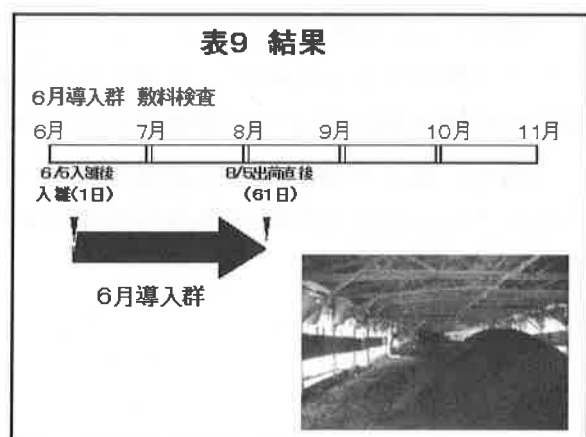 表9 結果
6月導入群 敷料検査
6月 7月 8月 9月 10月 11月
6/5入雛後 8/5出荷直後
入雛(1日) (61日)
6月導入群